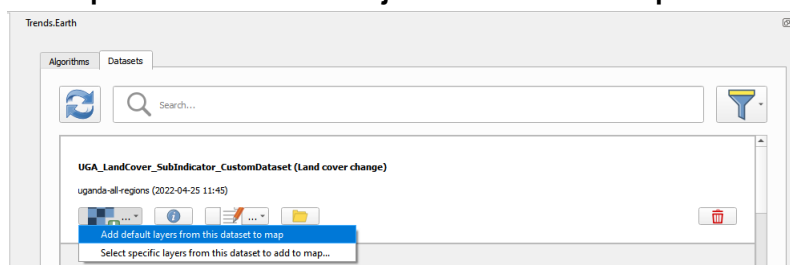 Trends.Earth
Algorithms Datasets
Search...
UGA_LandCover_SubIndicator_CustomDataset (Land cover change)
uganda-all-regions (2022-04-25 11:45)
... ...
Add default layers from this dataset to map
Select specific layers from this dataset to add to map...